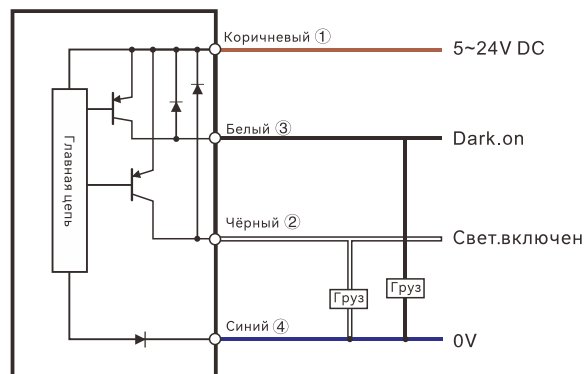 Коричневый ① 5~24V DC
Белый ③ Dark.on
Главная цепь
Чёрный ② Свет.включен
Груз Груз
Синий ④ 0V